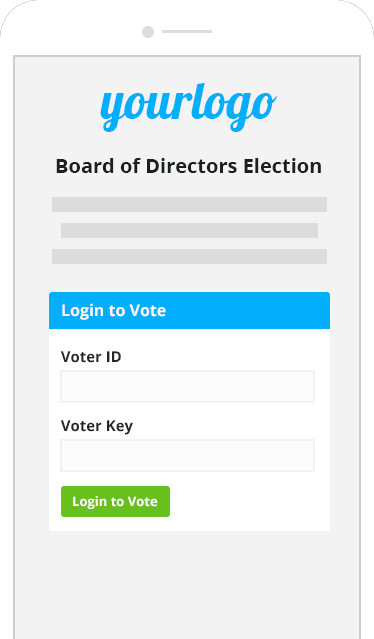 yourlogo
Board of Directors Election
Login to Vote
Voter ID
Voter Key
Login to Vote